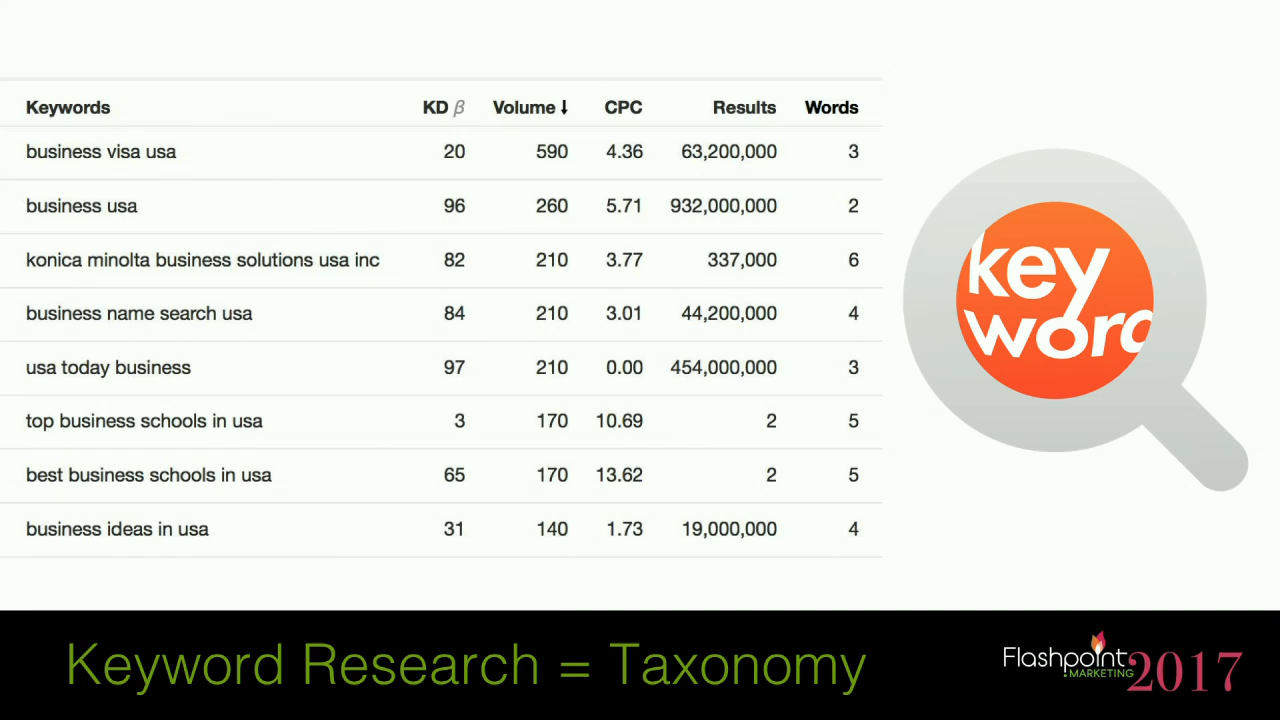 Keywords KD β Volume ↓ CPC Results Words
business visa usa 20 590 4.36 63,200,000 3
business usa 96 260 5.71 932,000,000 2
konica minolta business solutions usa inc 82 210 3.77 337,000 6
business name search usa 84 210 3.01 44,200,000 4
usa today business 97 210 0.00 454,000,000 3
top business schools in usa 3 170 10.69 2 5
best business schools in usa 65 170 13.62 2 5
business ideas in usa 31 140 1.73 19,000,000 4
key
word
Keyword Research = Taxonomy
Flashpoint
MARKETING
2017